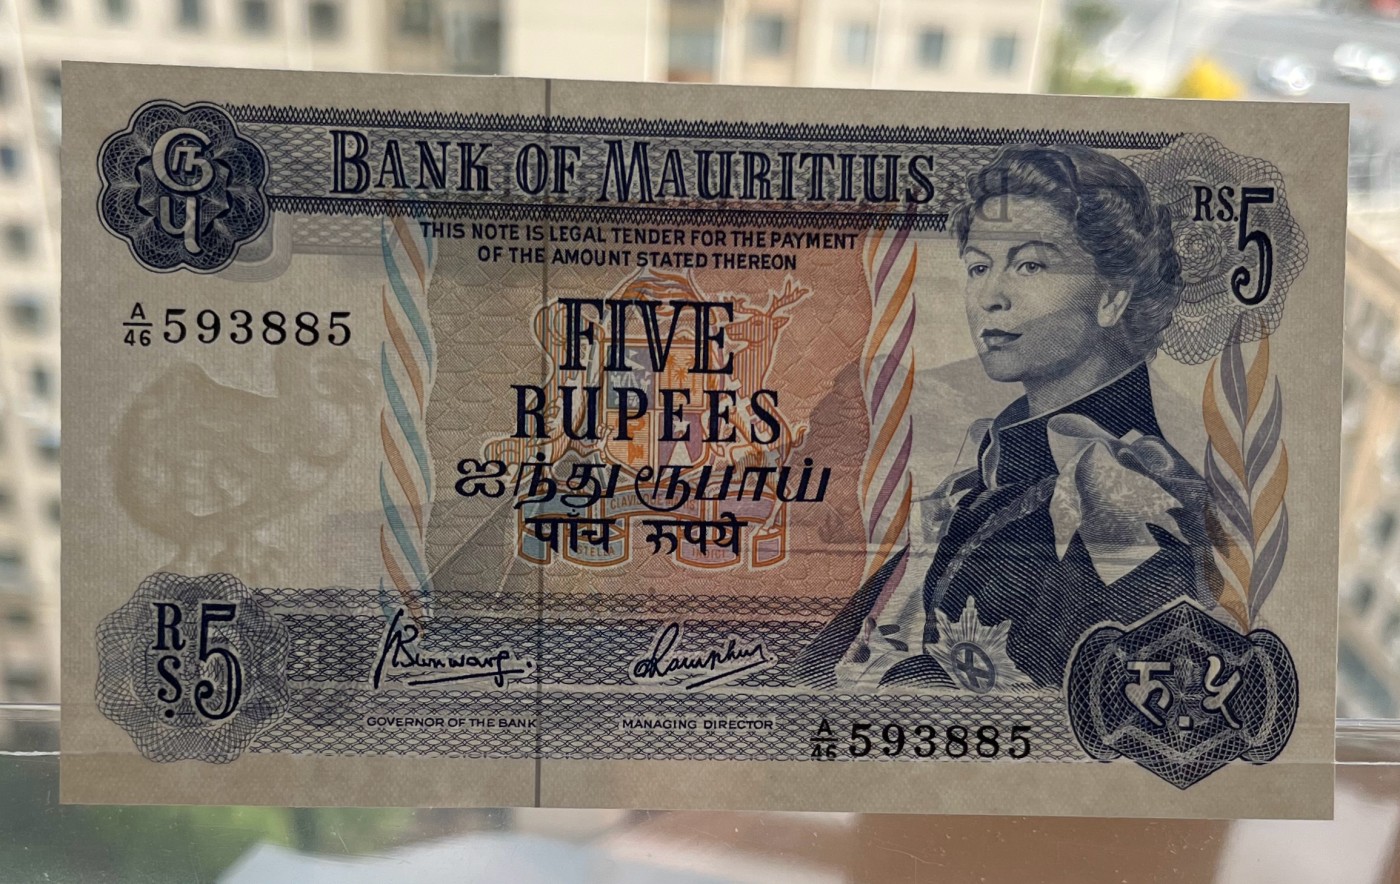 BANK OF MAURITIUS
RS.5
THIS NOTE IS LEGAL TENDER FOR THE PAYMENT
OF THE AMOUNT STATED THEREON
A/46 593885
FIVE
RUPEES
ஐந்து ரூபாய்
पाँच रूपये
RS.5
GOVERNOR OF THE BANK
MANAGING DIRECTOR
A/46 593885
रु.५